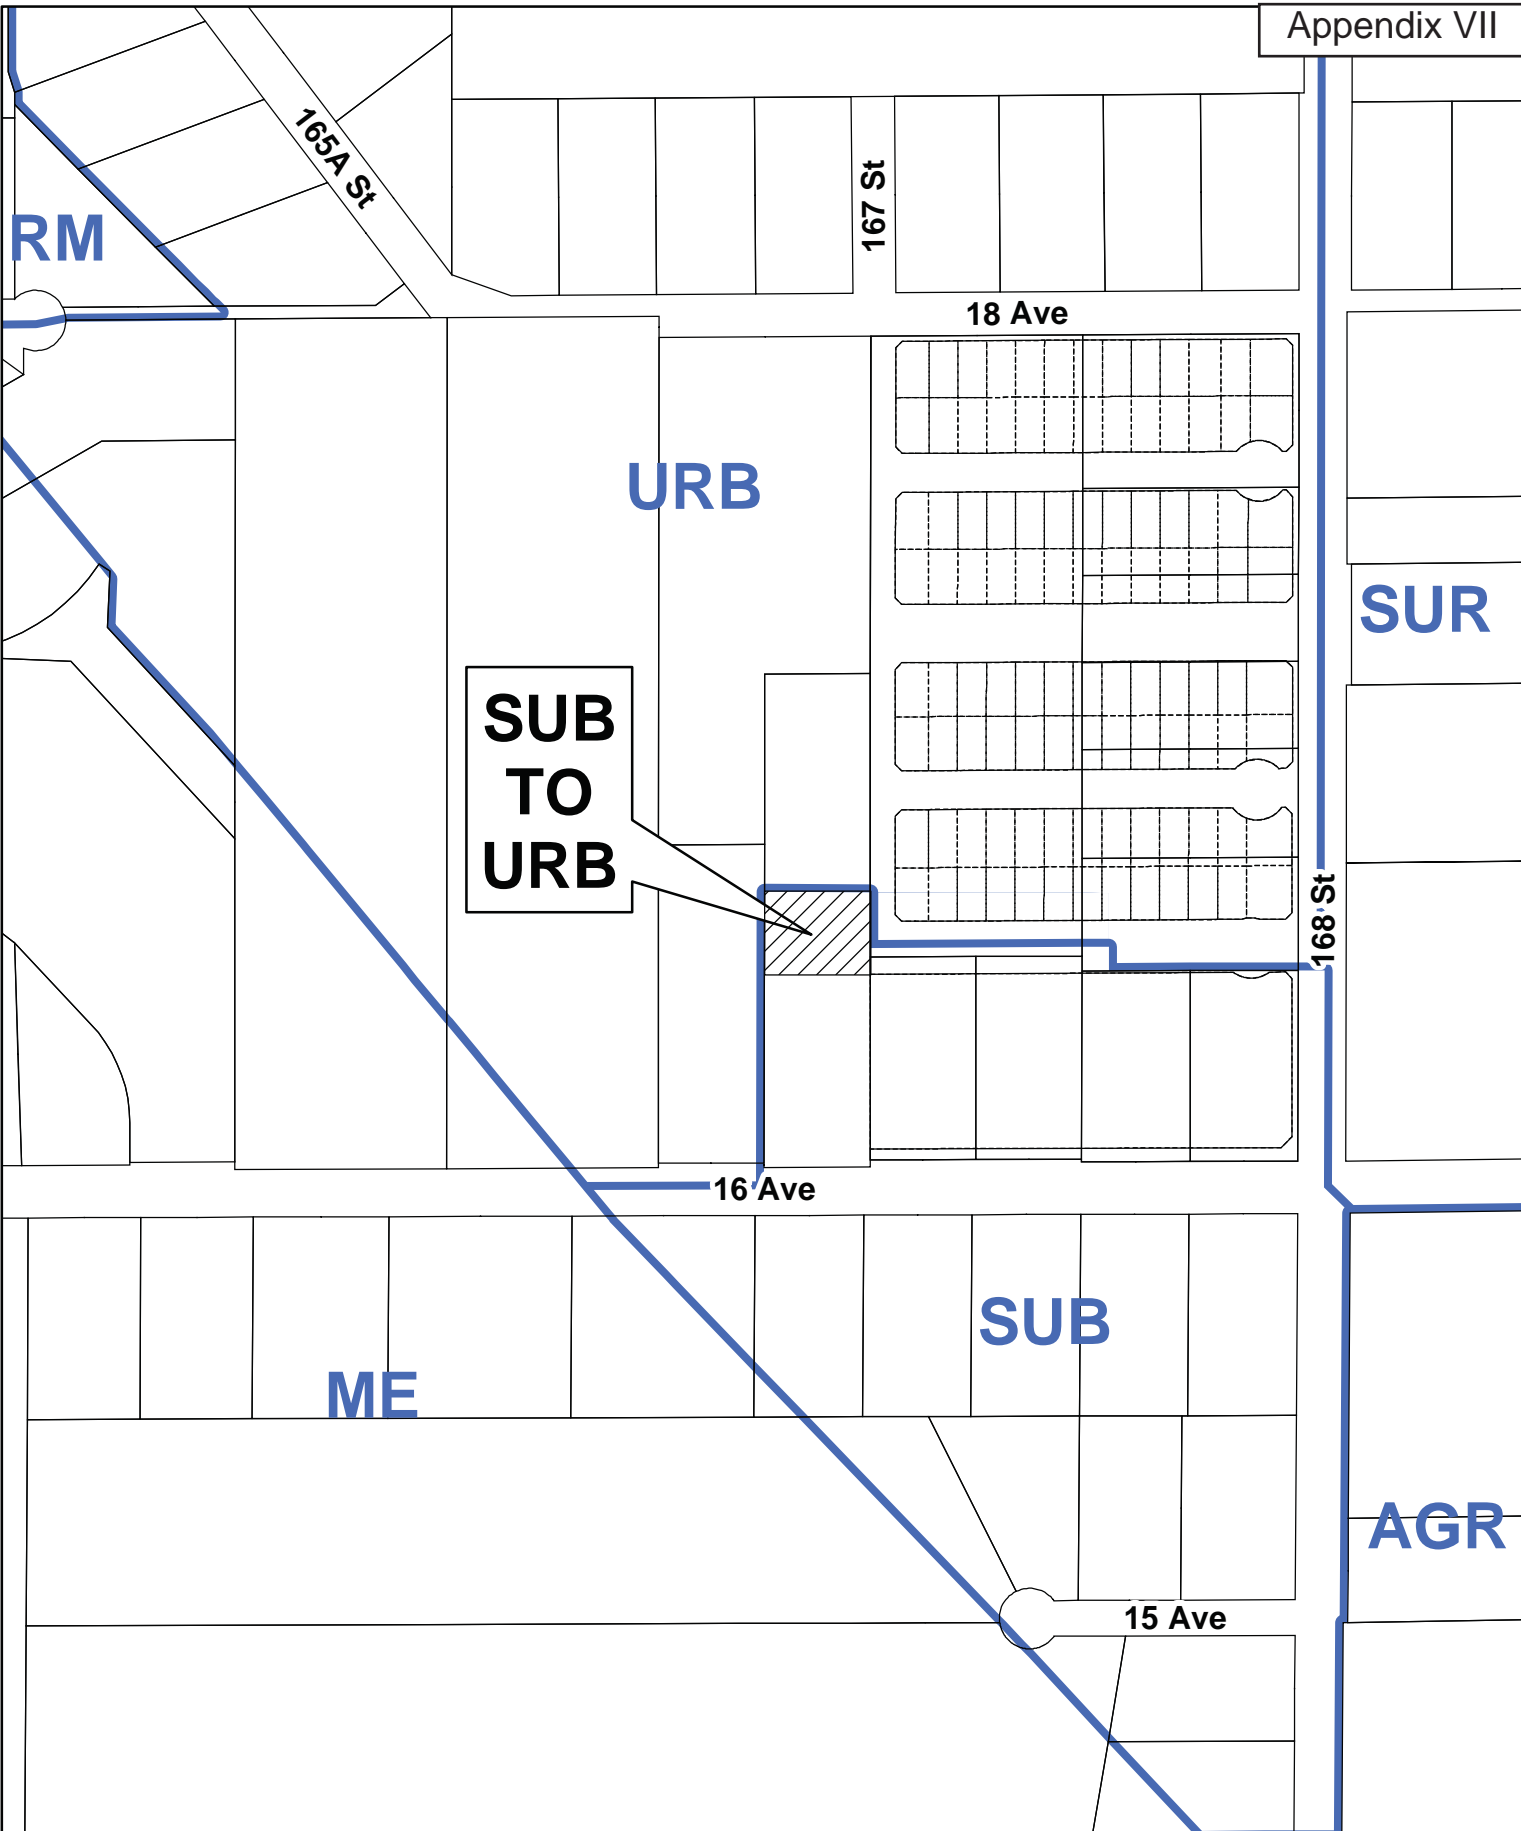 Appendix VII
165A St
167 St
RM
18 Ave
URB
SUR
SUB
TO
URB
168 St
16 Ave
SUB
ME
AGR
15 Ave